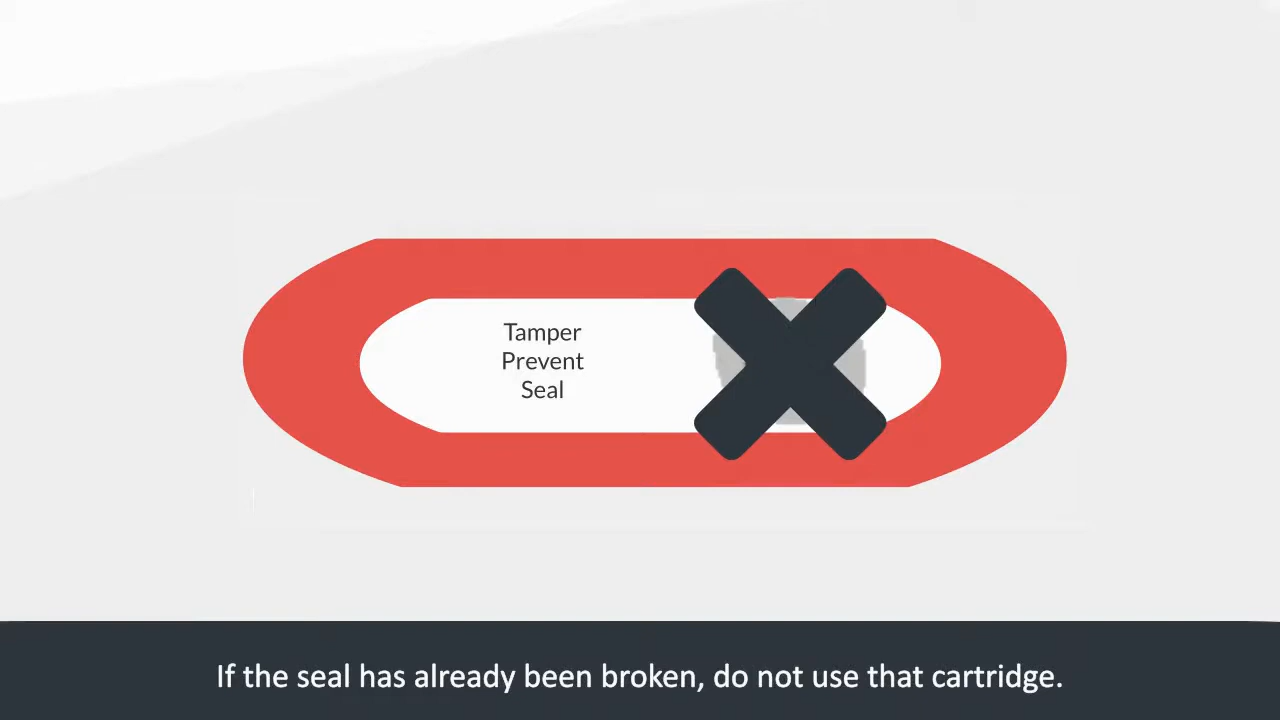 Tamper
Prevent
Seal
If the seal has already been broken, do not use that cartridge.